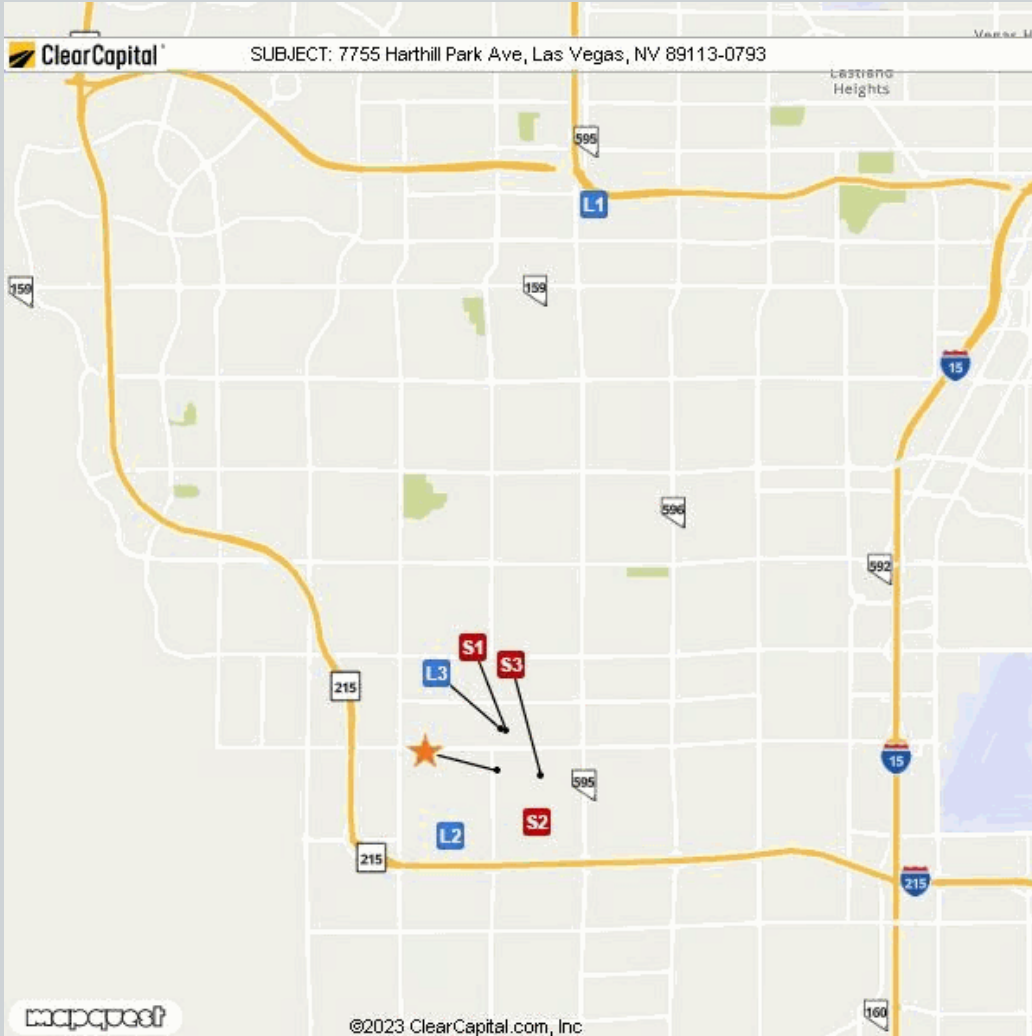 ClearCapital
SUBJECT: 7755 Harthill Park Ave, Las Vegas, NV 89113-0793
Heights
595
L1
159
159
15
596
592
S1
S3
L3
215
15
595
S2
L2
215
215
160
mapquest
©2023 ClearCapital.com, Inc